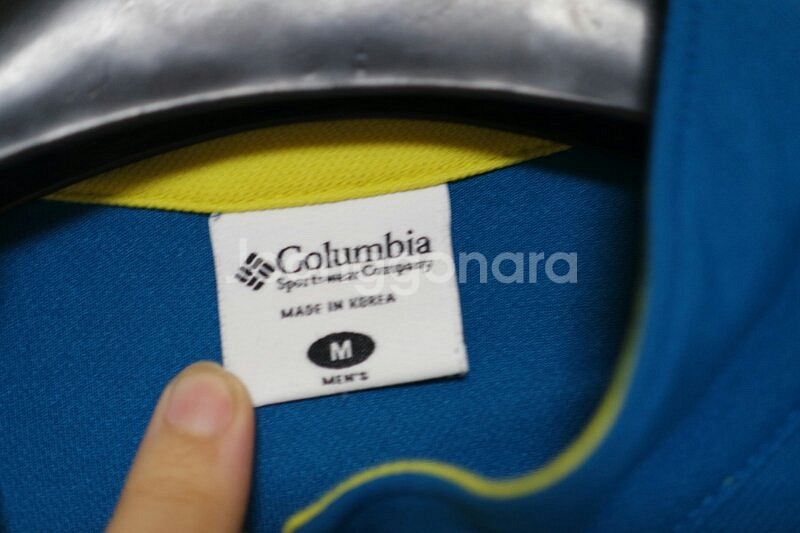 Columbia
Sportswear Company
MADE IN KOREA
M
MEN'S